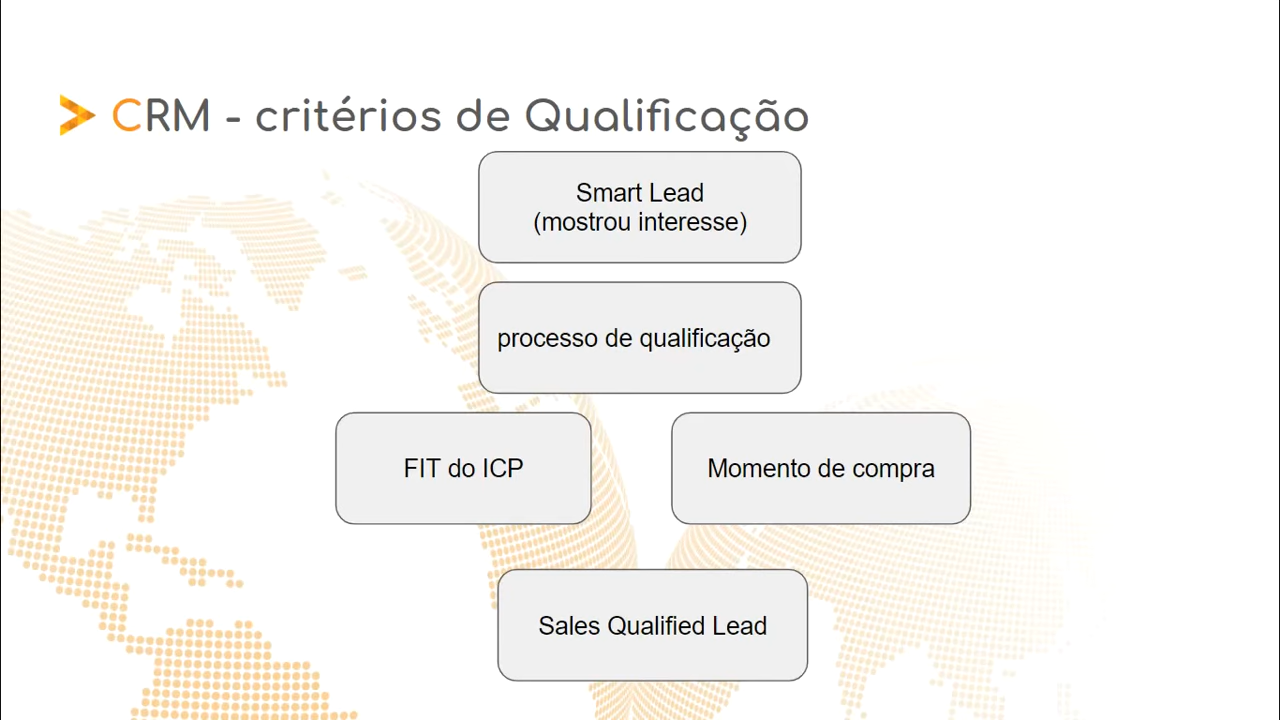 CRM - critérios de Qualificação
Smart Lead
(mostrou interesse)
processo de qualificação
FIT do ICP
Momento de compra
Sales Qualified Lead